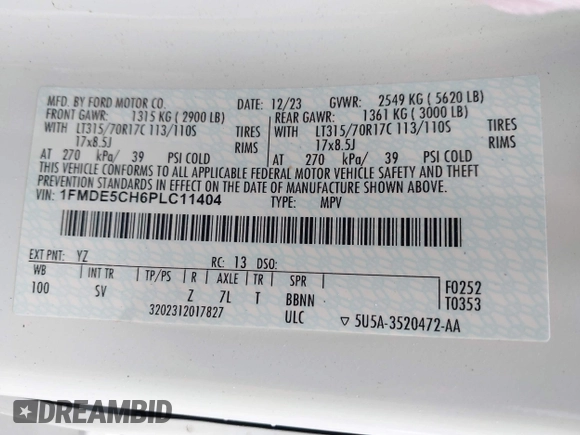 MFD. BY FORD MOTOR CO. DATE: 12/23 GVWR: 2549 KG ( 5620 LB)
FRONT GAWR: 1315 KG ( 2900 LB) REAR GAWR: 1361 KG ( 3000 LB)
WITH LT315/70R17C 113/110S TIRES WITH LT315/70R17C 113/110S TIRES
17x8.5J RIMS 17x8.5J RIMS
AT 270 kPa/ 39 PSI COLD AT 270 kPa/ 39 PSI COLD
THIS VEHICLE CONFORMS TO ALL APPLICABLE FEDERAL MOTOR VEHICLE SAFETY AND THEFT
PREVENTION STANDARDS IN EFFECT ON THE DATE OF MANUFACTURE SHOWN ABOVE.
VIN: 1FMDE5CH6PLC11404 TYPE: MPV
EXT PNT: YZ RC: 13 DSO: F0252
WB INT TR TP/PS R AXLE TR SPR T0353
100 SV Z 7L T BBNN
3202312017827 ULC ▽ 5U5A-3520472-AA
DREAMBID